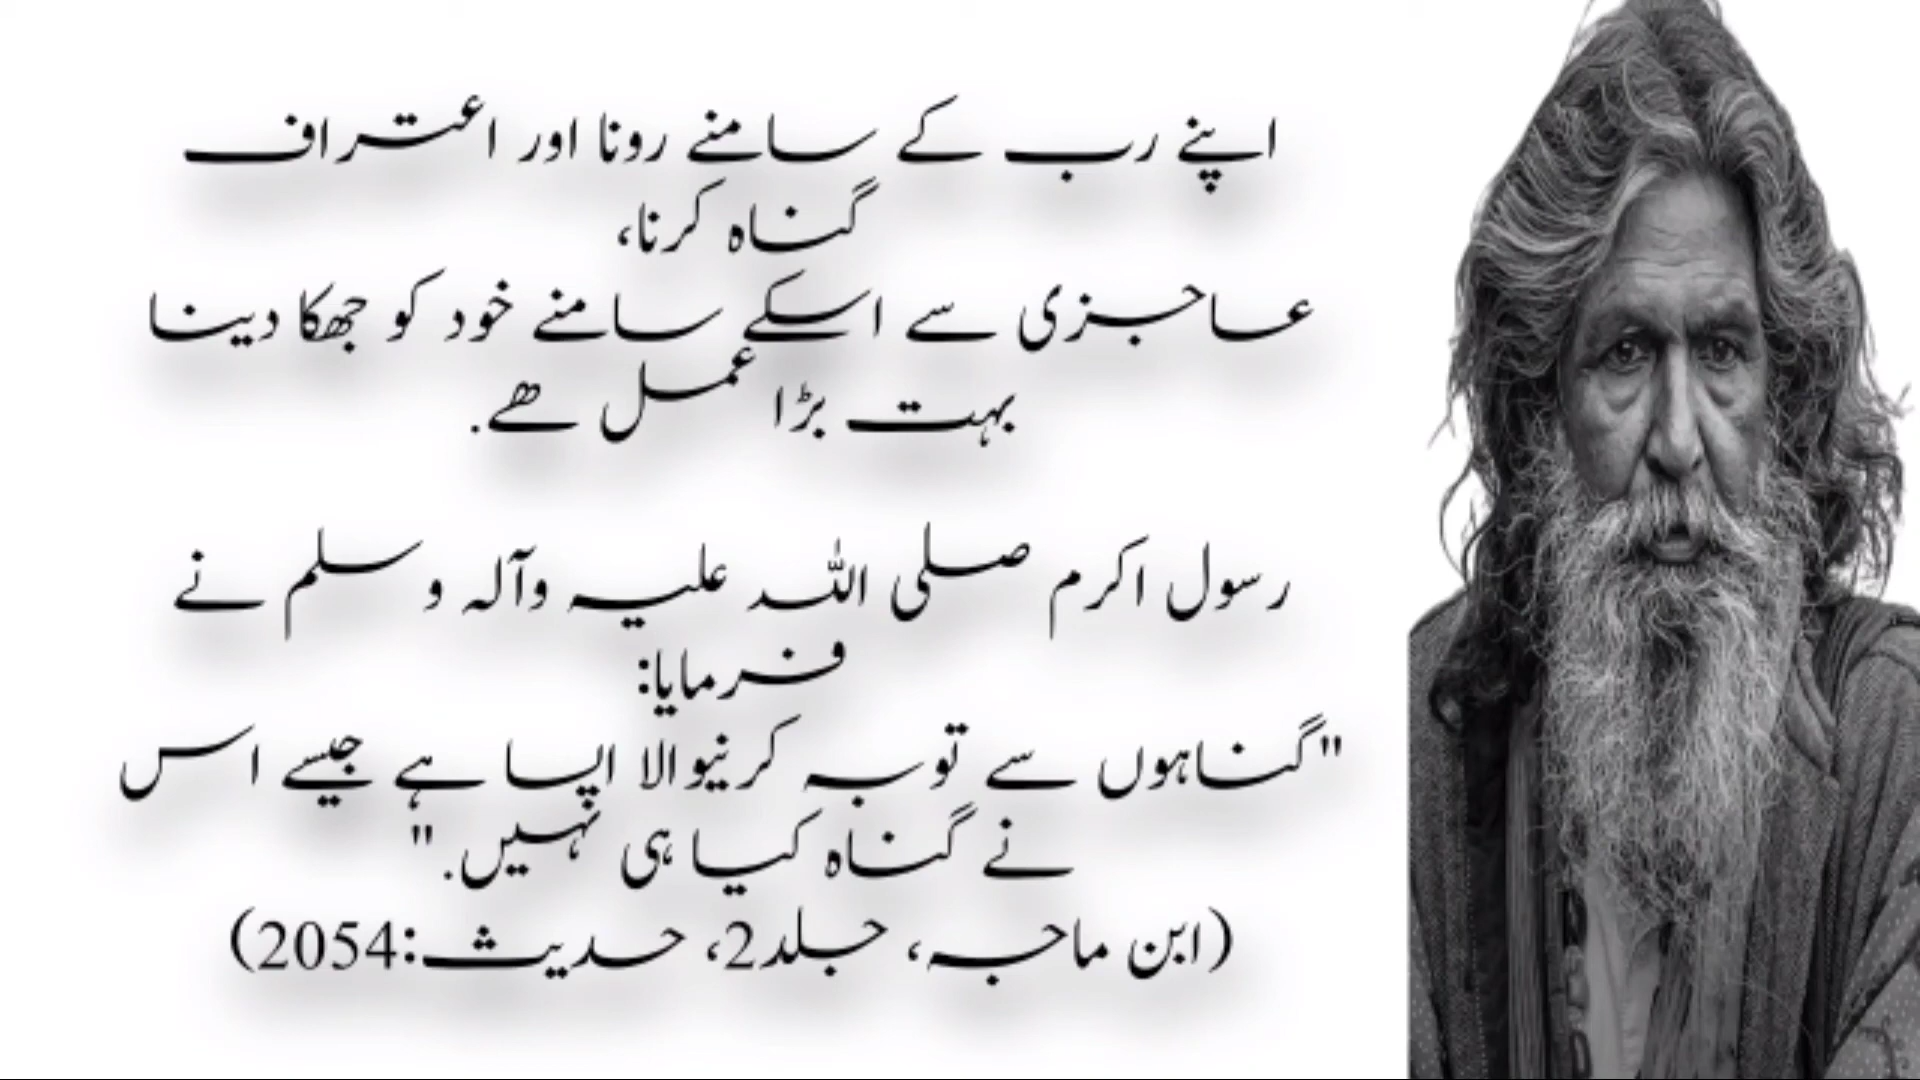 اپنے رب کے سامنے رونا اور اعتراف
گناہ کرنا،
عاجزی سے اسکے سامنے خود کو جھکا دینا
بہت بڑا عمل ھے.
رسول اکرم صلی اللہ علیہ وآلہ وسلم نے
فرمایا:
"گناہوں سے توبہ کرنیوالا ایسا ہے جیسے اس
نے گناہ کیا ہی نہیں."
(ابن ماجہ، جلد2، حدیث:2054)